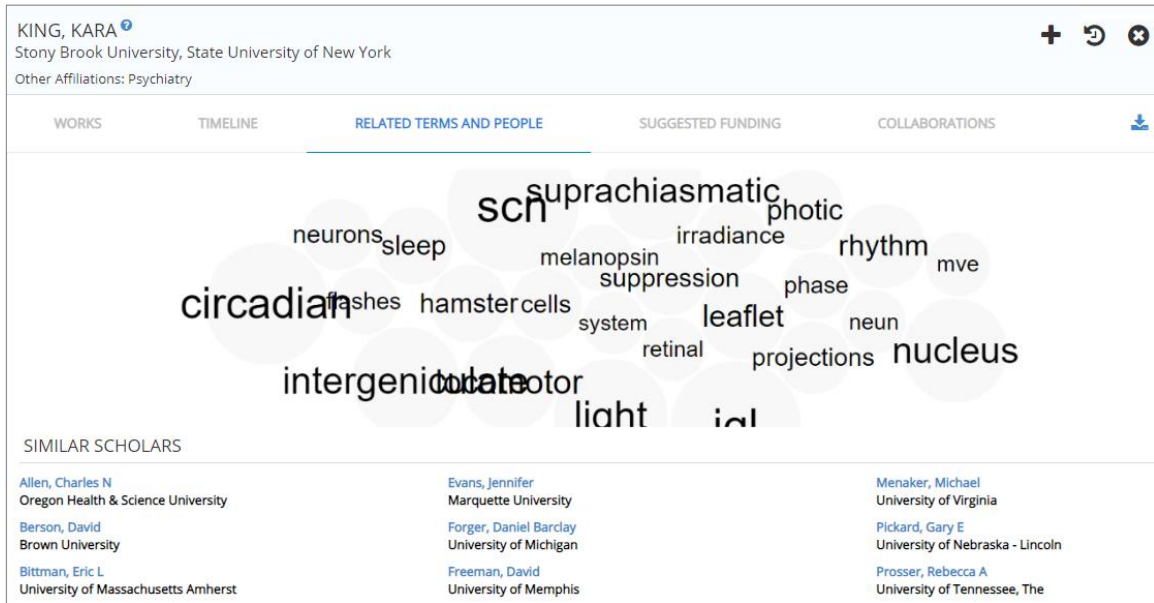 KING, KARA ?
Stony Brook University, State University of New York
Other Affiliations: Psychiatry
WORKS TIMELINE RELATED TERMS AND PEOPLE SUGGESTED FUNDING COLLABORATIONS
scn suprachiasmatic photic
neurons sleep melanopsin irradiance rhythm mve
circadian flashes hamster cells suppression phase
system leaflet neun
retinal projections nucleus
intergeniculate locomotor
light igl
SIMILAR SCHOLARS
Allen, Charles N Evans, Jennifer Menaker, Michael
Oregon Health & Science University Marquette University University of Virginia
Berson, David Forger, Daniel Barclay Pickard, Gary E
Brown University University of Michigan University of Nebraska - Lincoln
Bittman, Eric L Freeman, David Prosser, Rebecca A
University of Massachusetts Amherst University of Memphis University of Tennessee, The